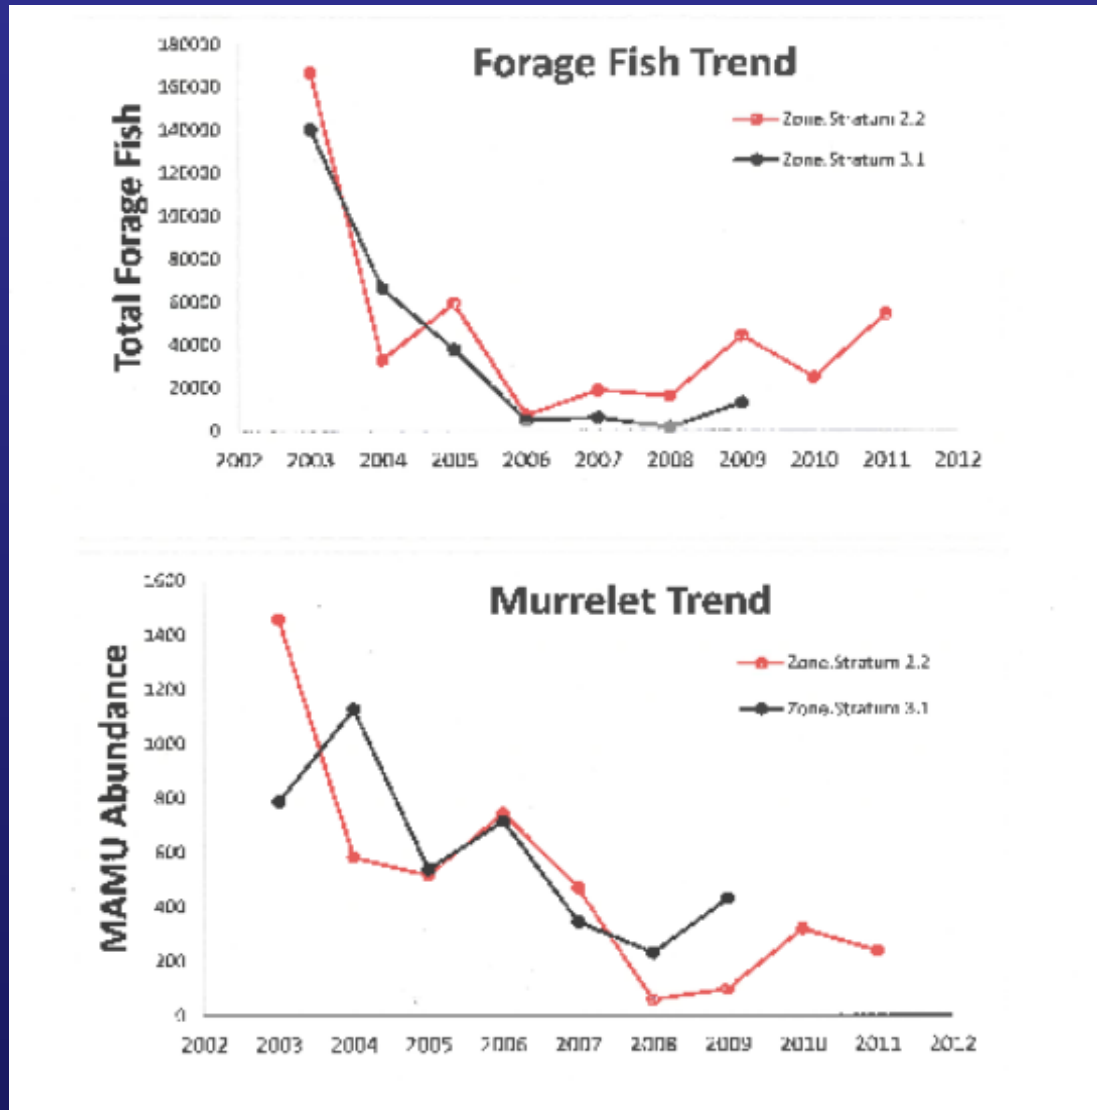 Forage Fish Trend
Total Forage Fish
180000
160000
140000
120000
100000
80000
60000
40000
20000
0
Zone.Stratum 2.2
Zone.Stratum 3.1
2002 2003 2004 2005 2006 2007 2008 2009 2010 2011 2012
Murrelet Trend
MAMU Abundance
1600
1400
1200
1000
800
600
400
200
0
Zone.Stratum 2.2
Zone.Stratum 3.1
2002 2003 2004 2005 2006 2007 2008 2009 2010 2011 2012